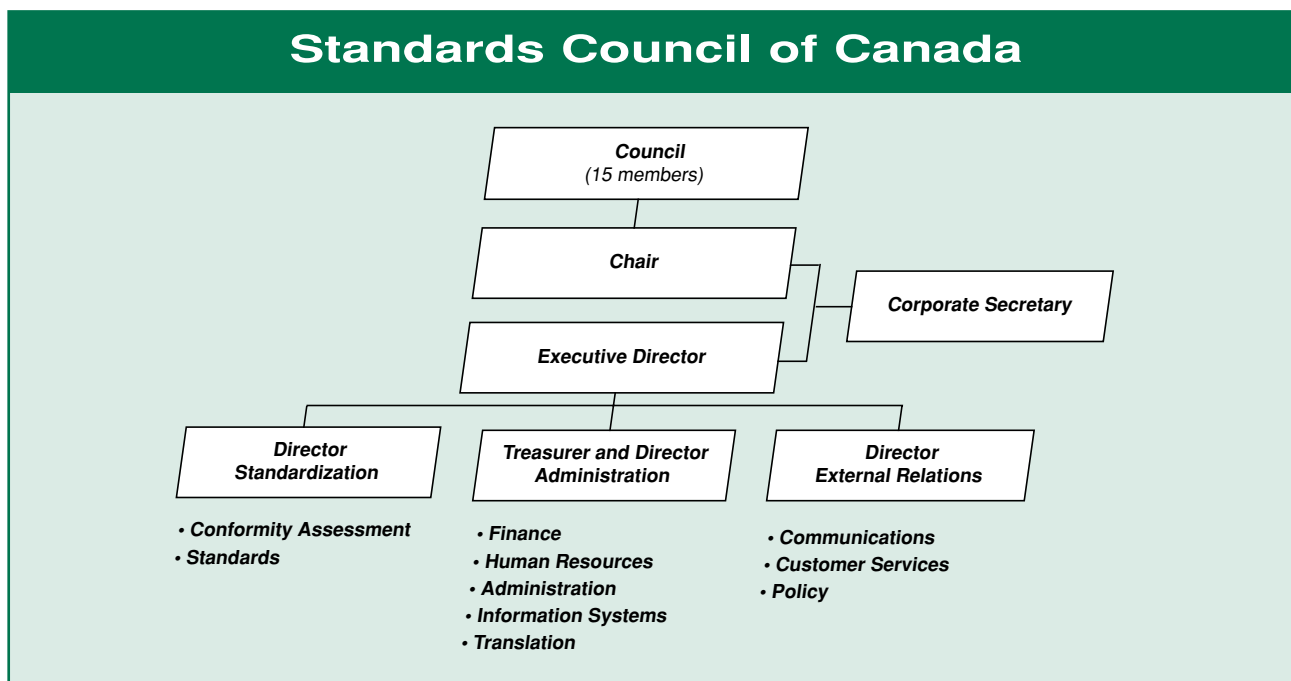 Standards Council of Canada
Council
(15 members)
Chair
Corporate Secretary
Executive Director
Director
Standardization
Treasurer and Director
Administration
Director
External Relations
• Conformity Assessment
• Standards
• Finance
• Human Resources
• Administration
• Information Systems
• Translation
• Communications
• Customer Services
• Policy